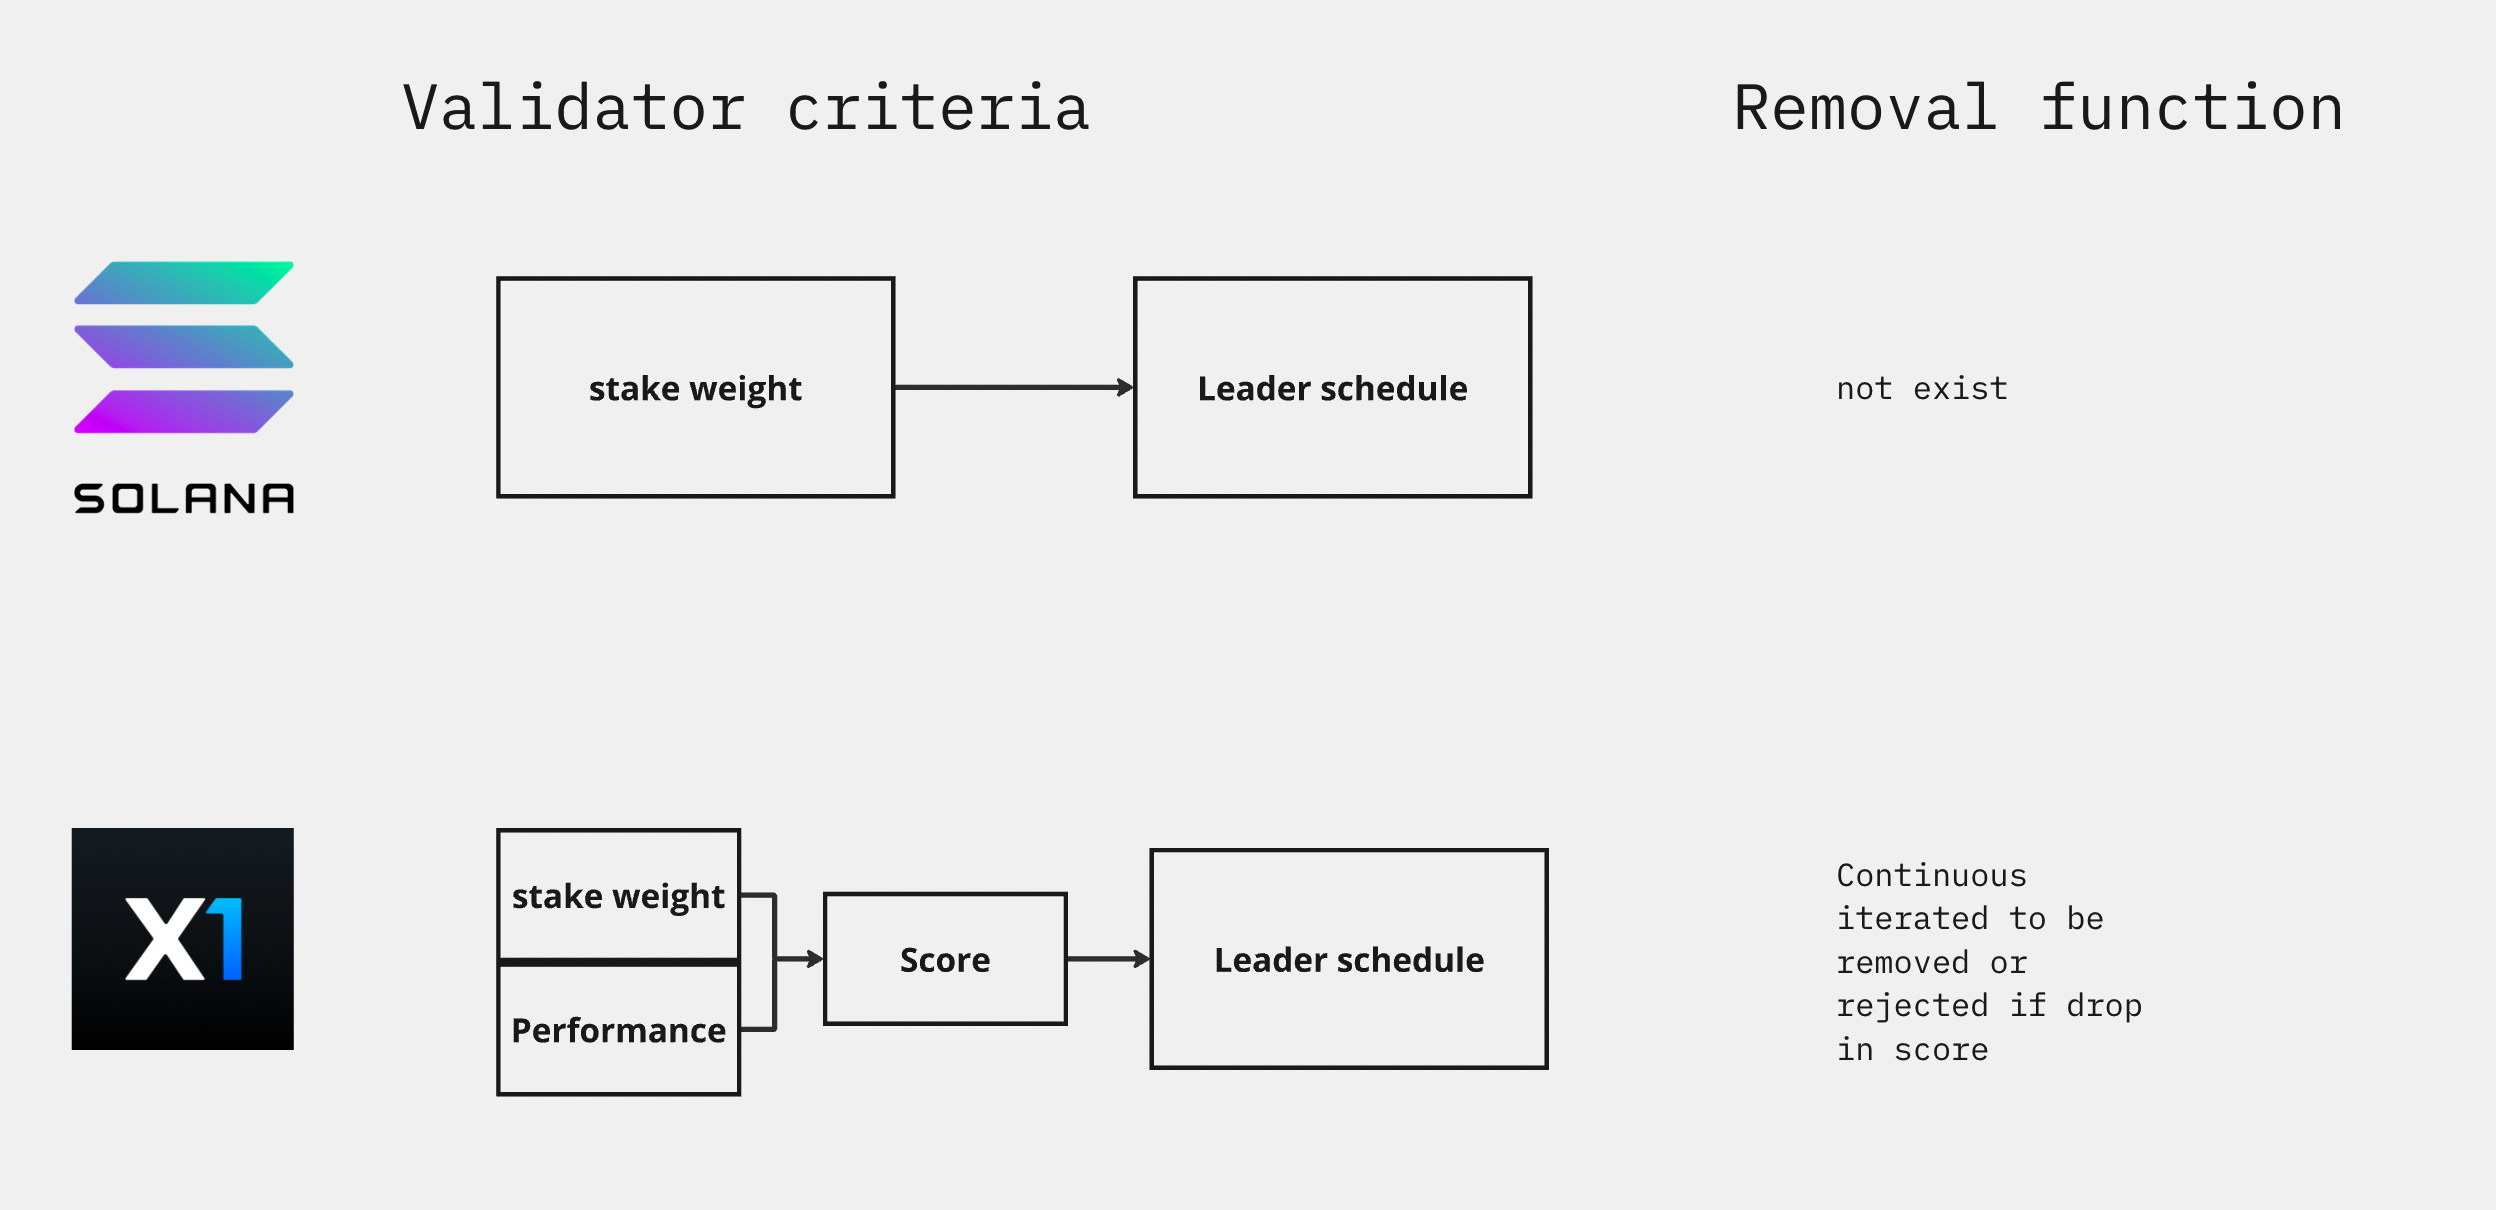 Validator criteria
Removal function
SOLANA
stake weight
Leader schedule
not exist
X1
stake weight
Performance
Score
Leader schedule
Continuous
iterated to be
removed or
rejected if drop
in score